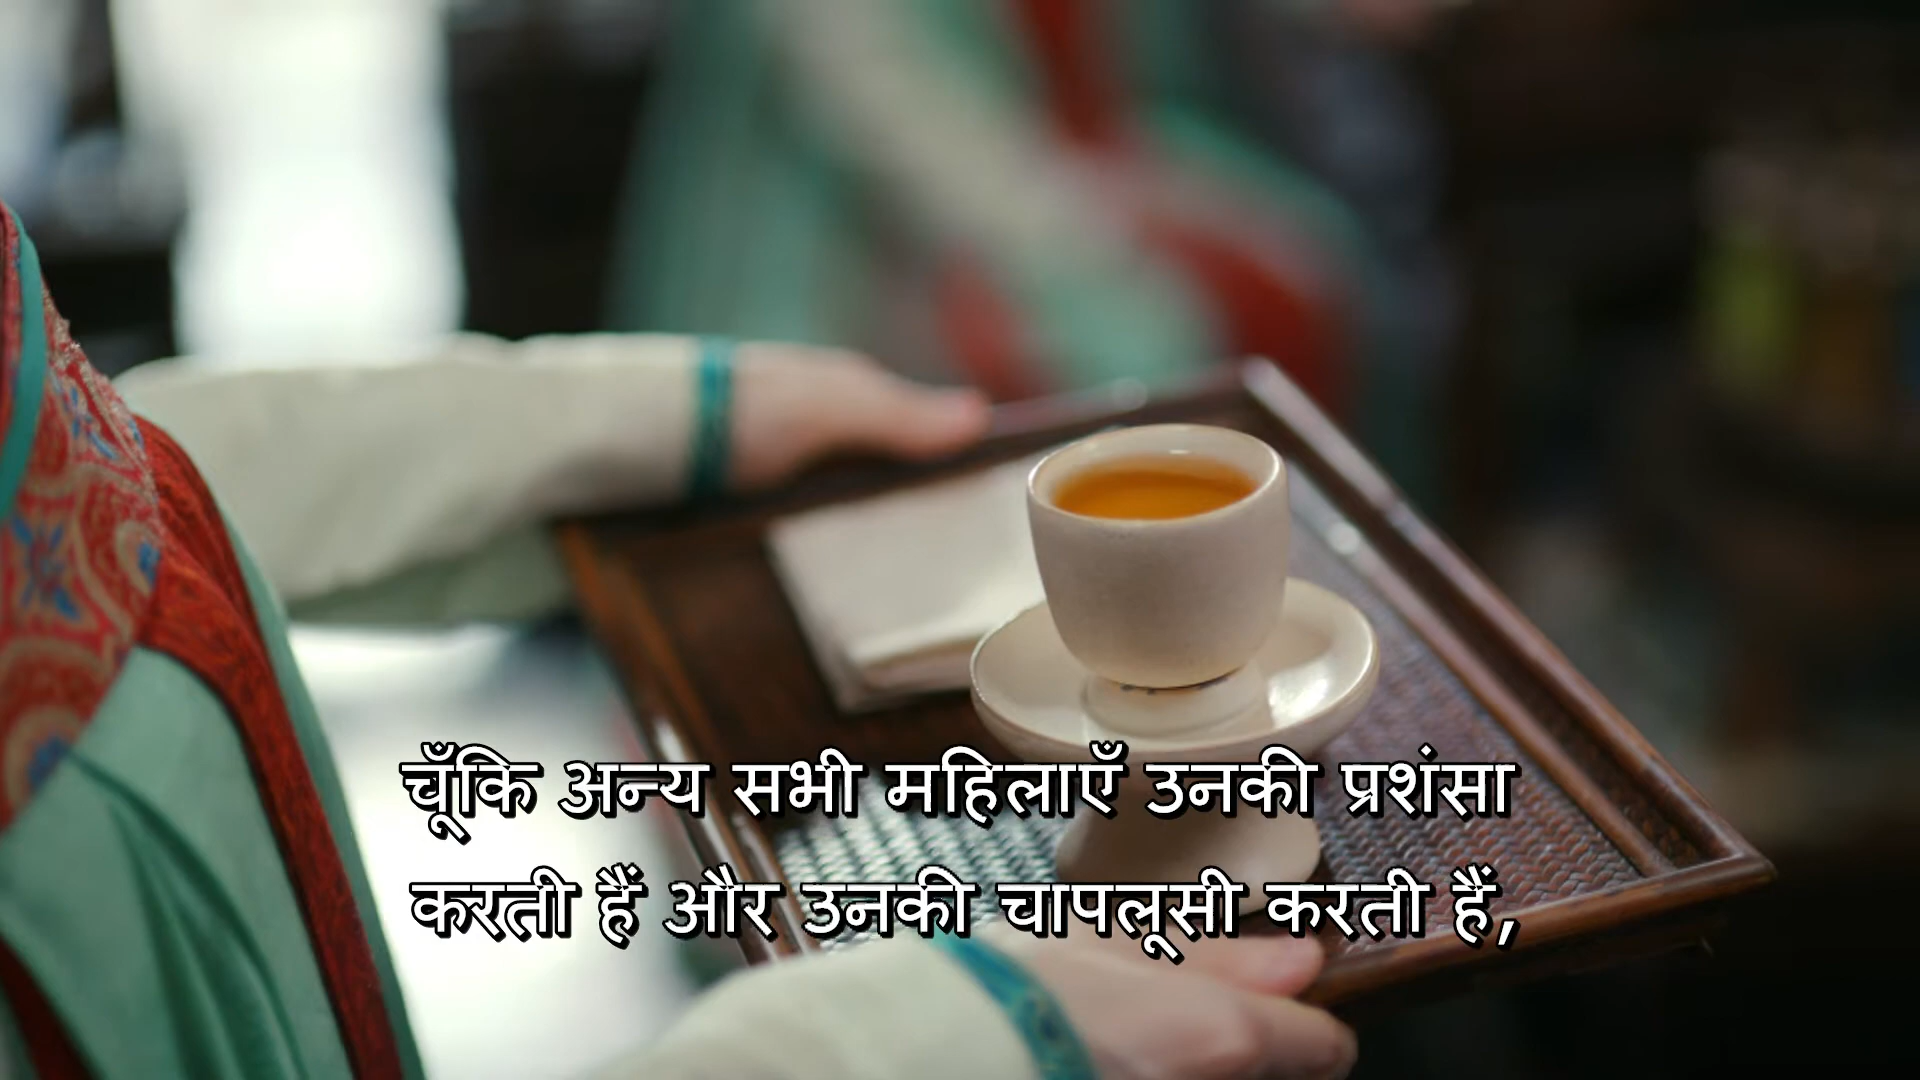 चूँकि अन्य सभी महिलाएँ उनकी प्रशंसा
करती हैं और उनकी चापलूसी करती हैं,